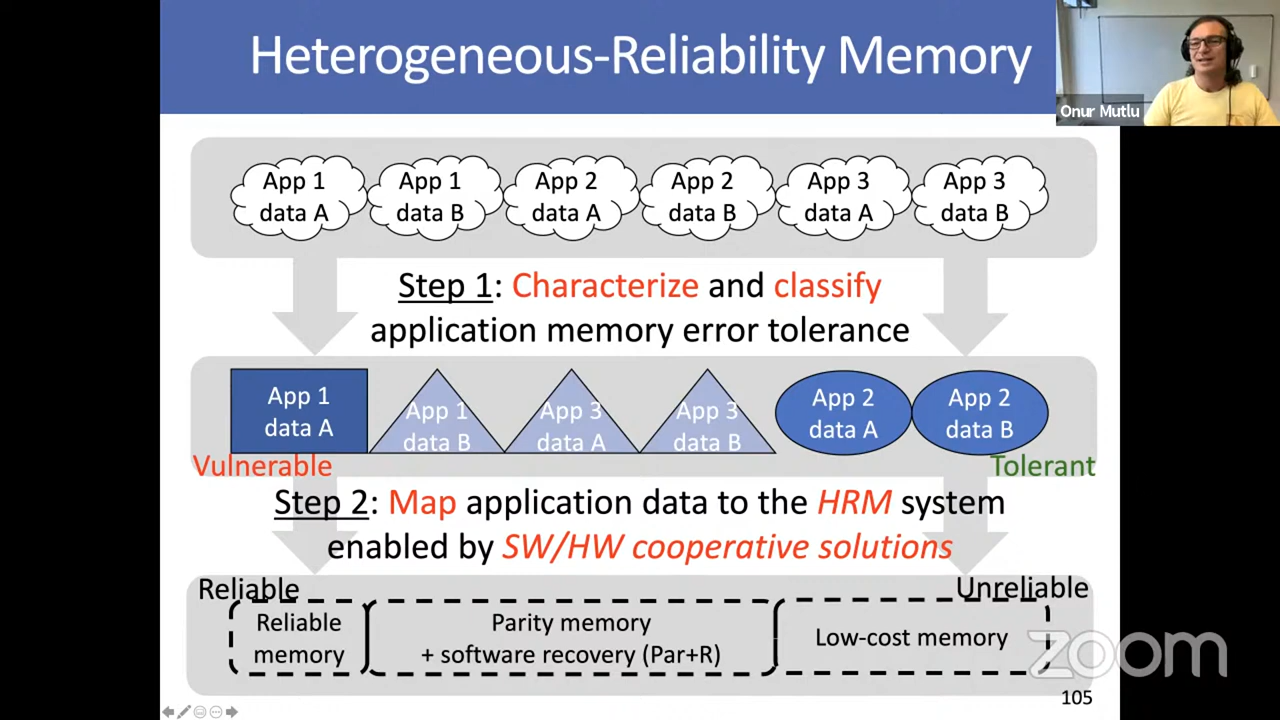 Heterogeneous-Reliability Memory
Onur Mutlu
App 1
data A
App 1
data B
App 2
data A
App 2
data B
App 3
data A
App 3
data B
Step 1: Characterize and classify
application memory error tolerance
App 1
data A
App 1
data B
App 3
data A
App 3
data B
App 2
data A
App 2
data B
Vulnerable
Tolerant
Step 2: Map application data to the HRM system
enabled by SW/HW cooperative solutions
Reliable
Unreliable
Reliable
memory
Parity memory
+ software recovery (Par+R)
Low-cost memory
zoom
105